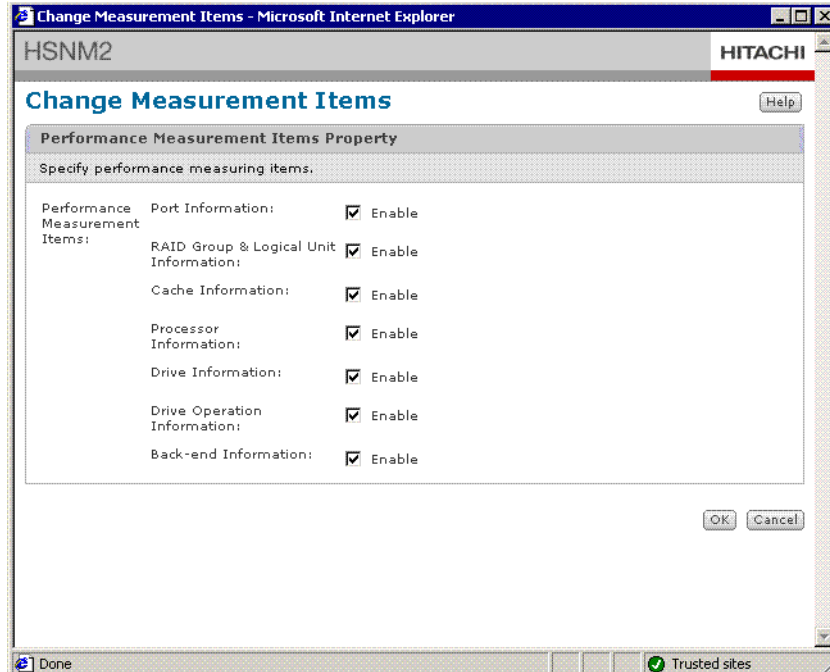 Change Measurement Items - Microsoft Internet Explorer
HSNM2
HITACHI
Change Measurement Items
Help
Performance Measurement Items Property
Specify performance measuring items.
Performance
Measurement
Items:
Port Information:
Enable
RAID Group & Logical Unit
Information:
Enable
Cache Information:
Enable
Processor
Information:
Enable
Drive Information:
Enable
Drive Operation
Information:
Enable
Back-end Information:
Enable
OK
Cancel
Done
Trusted sites